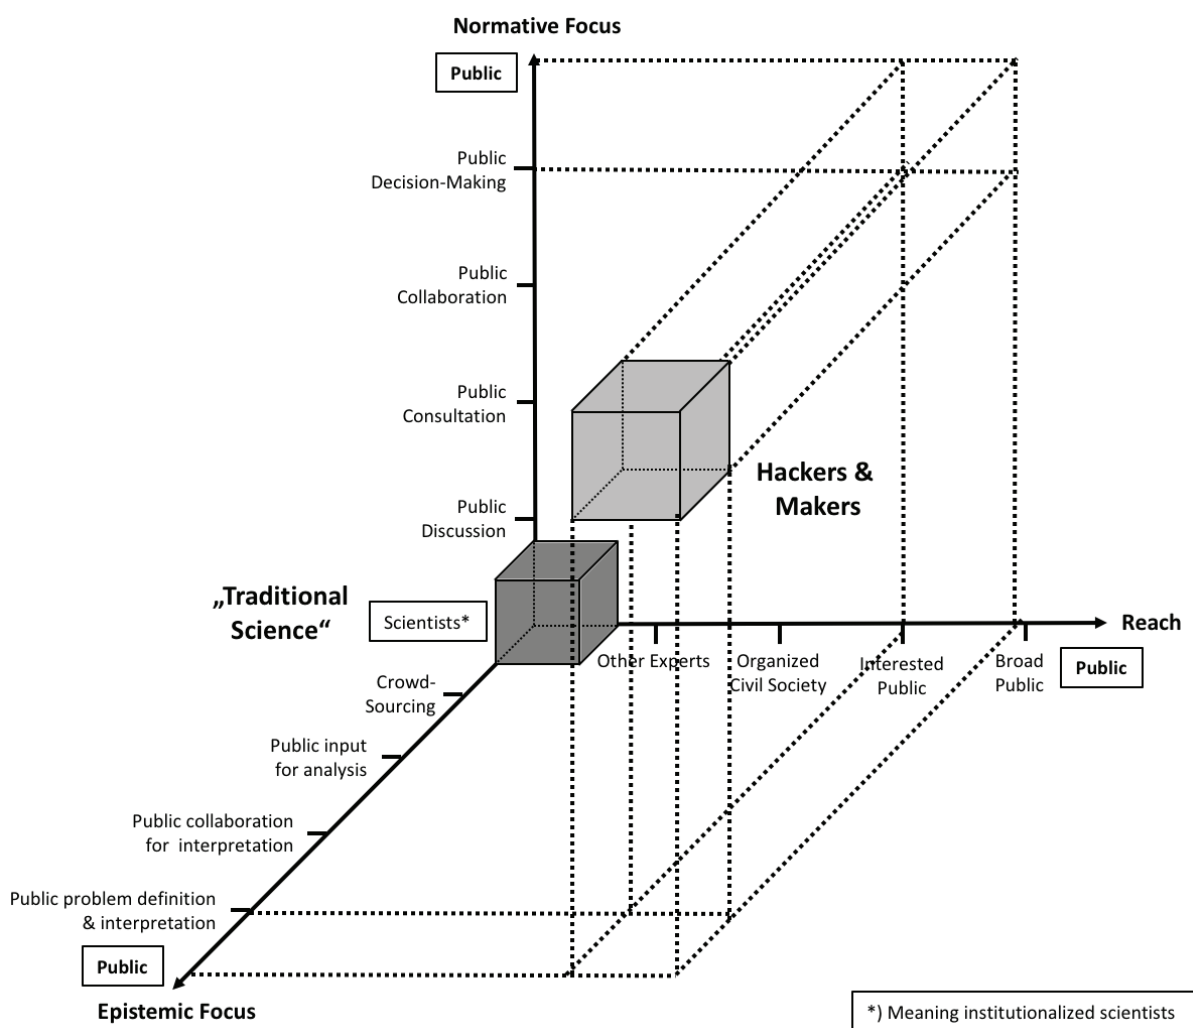 Normative Focus
Public
Public
Decision-Making
Public
Collaboration
Public
Consultation
Public
Discussion
Hackers &
Makers
„Traditional
Science“
Scientists*
Reach
Other Experts
Organized
Civil Society
Interested
Public
Broad
Public
Public
Crowd-
Sourcing
Public input
for analysis
Public collaboration
for interpretation
Public problem definition
& interpretation
Public
Epistemic Focus
*) Meaning institutionalized scientists